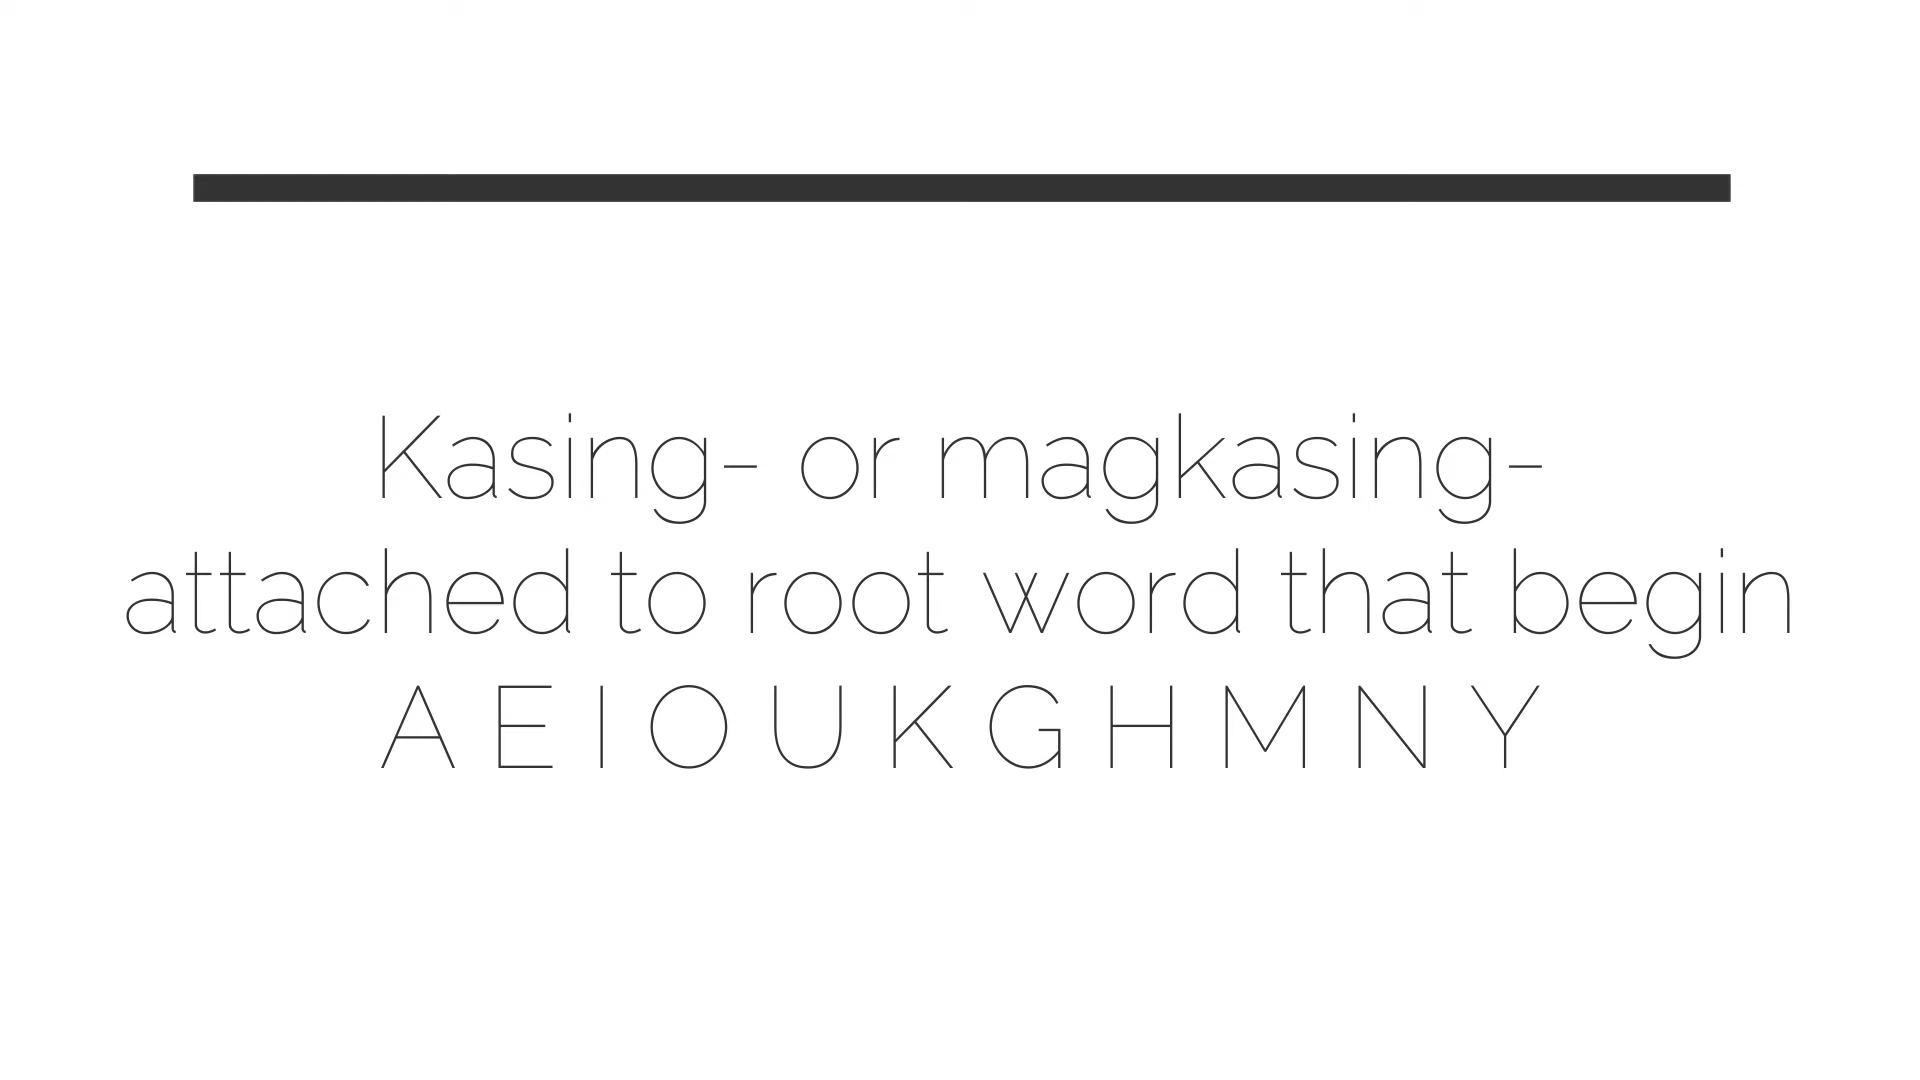 Kasing- or magkasing-
attached to root word that begin
A E I O U K G H M N Y